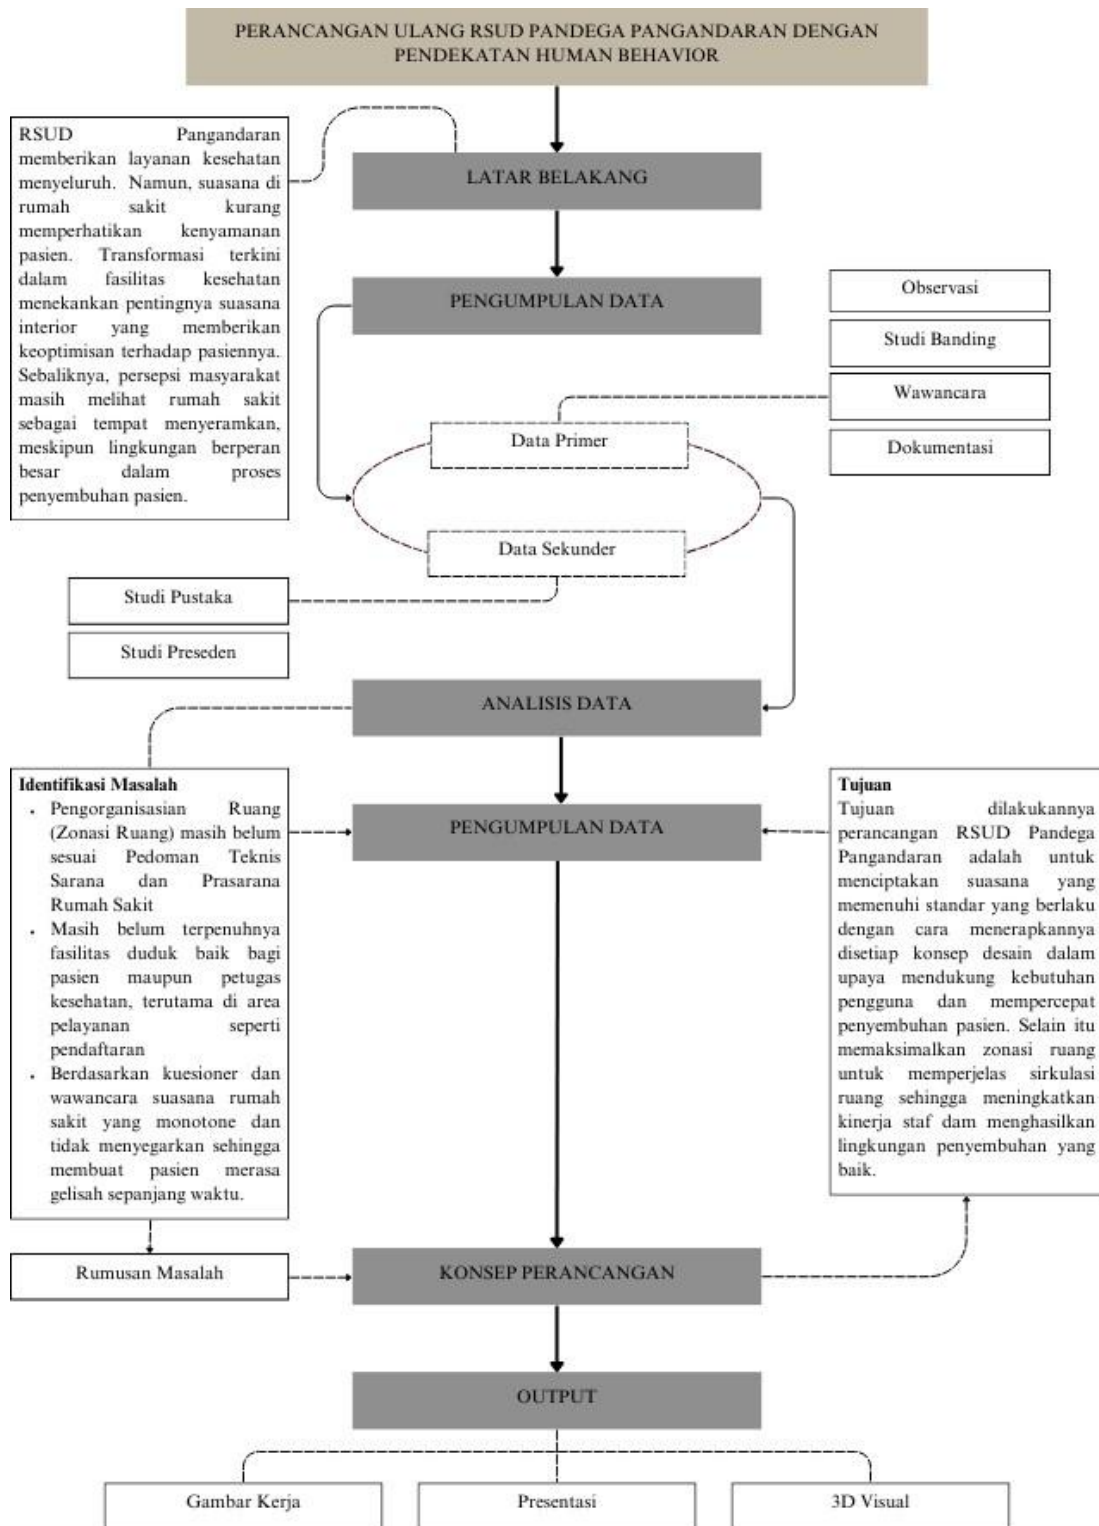 PERANCANGAN ULANG RSUD PANDEGA PANGANDARAN DENGAN
PENDEKATAN HUMAN BEHAVIOR
RSUD Pangandaran
memberikan layanan kesehatan
menyeluruh. Namun, suasana di
rumah sakit kurang
memperhatikan kenyamanan
pasien. Transformasi terkini
dalam fasilitas kesehatan
menekankan pentingnya suasana
interior yang memberikan
keoptimisan terhadap pasiennya.
Sebaliknya, persepsi masyarakat
masih melihat rumah sakit
sebagai tempat menyeramkan,
meskipun lingkungan berperan
besar dalam proses
penyembuhan pasien.
LATAR BELAKANG
PENGUMPULAN DATA
Observasi
Studi Banding
Wawancara
Dokumentasi
Data Primer
Data Sekunder
Studi Pustaka
Studi Preseden
ANALISIS DATA
Identifikasi Masalah
• Pengorganisasian Ruang
(Zonasi Ruang) masih belum
sesuai Pedoman Teknis
Sarana dan Prasarana
Rumah Sakit
• Masih belum terpenuhnya
fasilitas duduk baik bagi
pasien maupun petugas
kesehatan, terutama di area
pelayanan seperti
pendaftaran
• Berdasarkan kuesioner dan
wawancara suasana rumah
sakit yang monotone dan
tidak menyegarkan sehingga
membuat pasien merasa
gelisah sepanjang waktu.
PENGUMPULAN DATA
Tujuan
Tujuan dilakukannya
perancangan RSUD Pandega
Pangandaran adalah untuk
menciptakan suasana yang
memenuhi standar yang berlaku
dengan cara menerapkannya
disetiap konsep desain dalam
upaya mendukung kebutuhan
pengguna dan mempercepat
penyembuhan pasien. Selain itu
memaksimalkan zonasi ruang
untuk memperjelas sirkulasi
ruang sehingga meningkatkan
kinerja staf dam menghasilkan
lingkungan penyembuhan yang
baik.
Rumusan Masalah
KONSEP PERANCANGAN
OUTPUT
Gambar Kerja
Presentasi
3D Visual